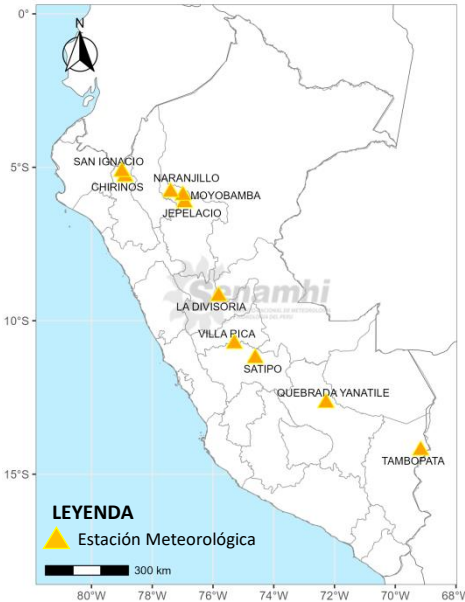 N
0°
5°S
10°S
15°S
SAN IGNACIO
CHIRINOS
NARANJILLO
MOYOBAMBA
JEPELACIO
Senamhi
LA DIVISORIA
VILLA RICA
SATIPO
QUEBRADA YANATILE
TAMBOPATA
LEYENDA
Estación Meteorológica
300 km
80°W 78°W 76°W 74°W 72°W 70°W 68°W